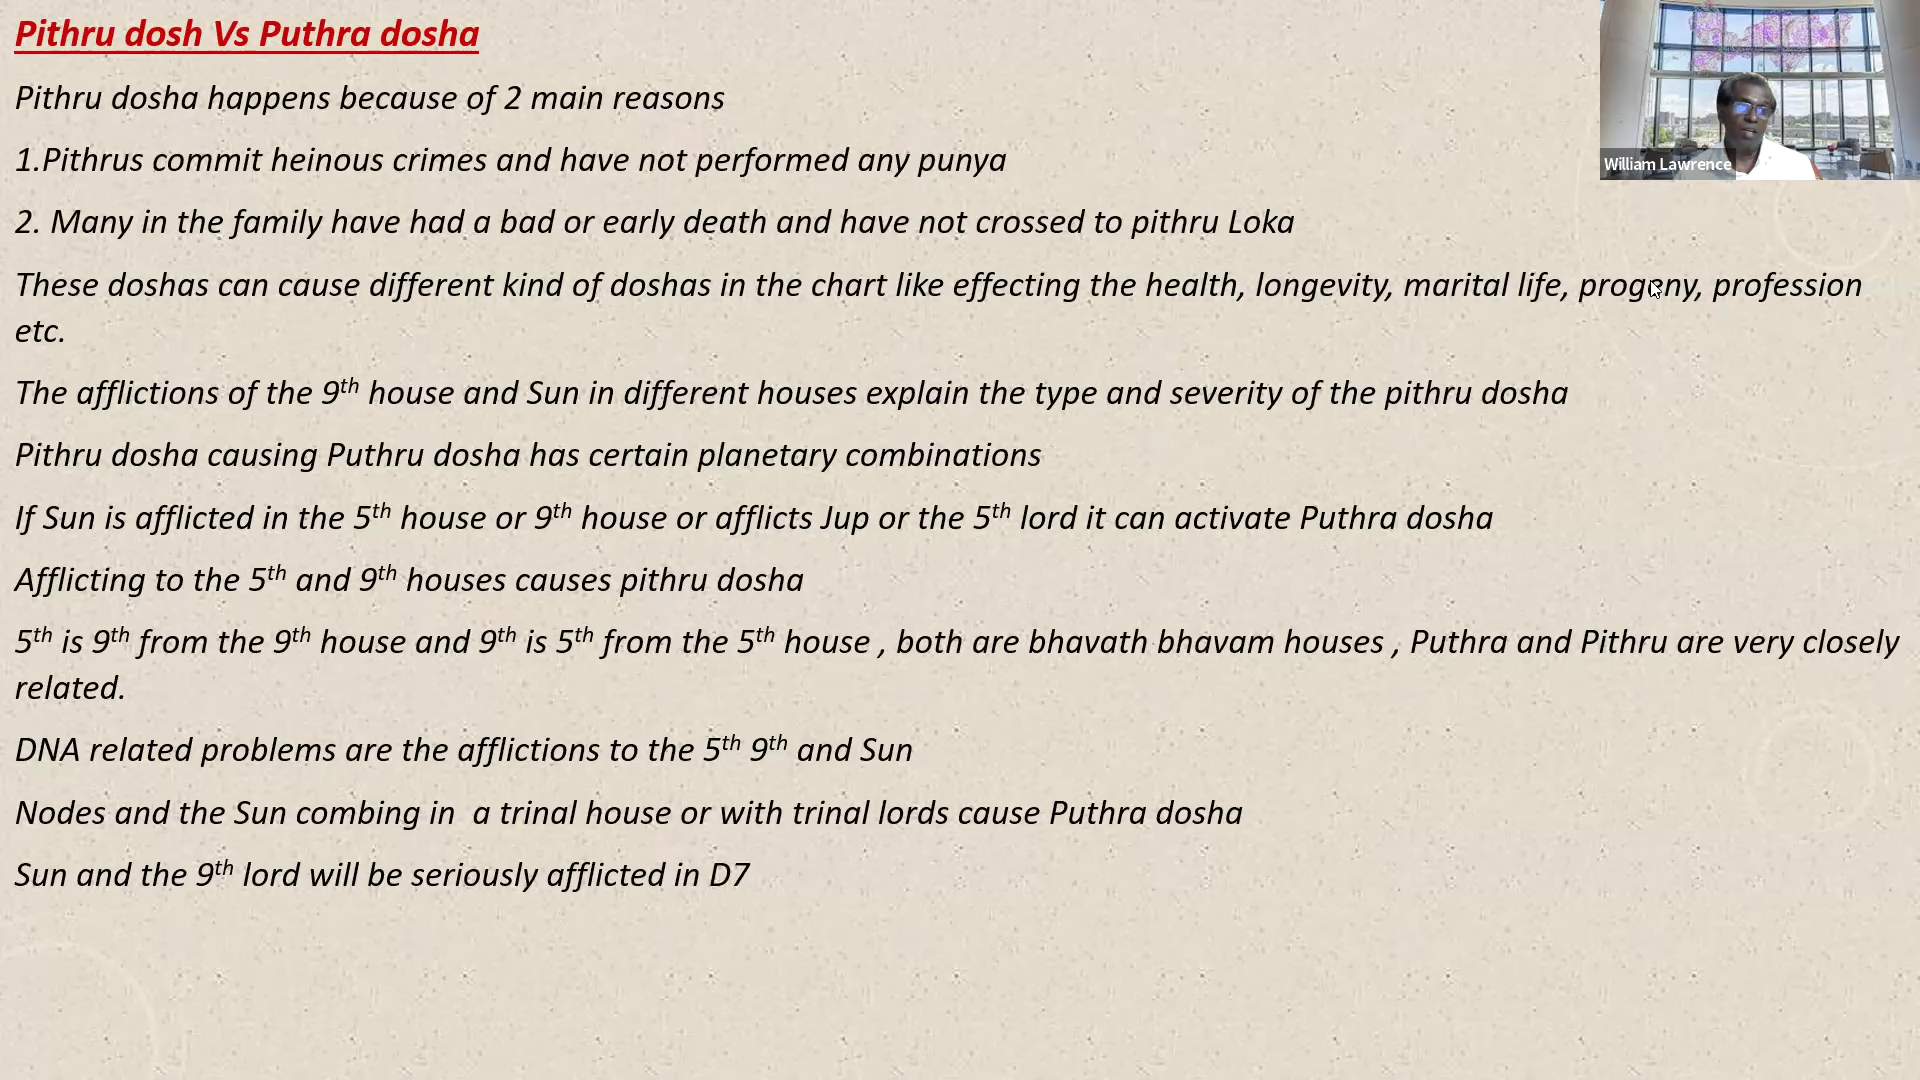 Pithru dosh Vs Puthra dosha
William Lawrence
Pithru dosha happens because of 2 main reasons
1.Pithrus commit heinous crimes and have not performed any punya
2. Many in the family have had a bad or early death and have not crossed to pithru Loka
These doshas can cause different kind of doshas in the chart like effecting the health, longevity, marital life, progeny, profession
etc.
The afflictions of the 9th house and Sun in different houses explain the type and severity of the pithru dosha
Pithru dosha causing Puthru dosha has certain planetary combinations
If Sun is afflicted in the 5th house or 9th house or afflicts Jup or the 5th lord it can activate Puthra dosha
Afflicting to the 5th and 9th houses causes pithru dosha
5th is 9th from the 9th house and 9th is 5th from the 5th house , both are bhavath bhavam houses , Puthra and Pithru are very closely
related.
DNA related problems are the afflictions to the 5th 9th and Sun
Nodes and the Sun combing in  a trinal house or with trinal lords cause Puthra dosha
Sun and the 9th lord will be seriously afflicted in D7